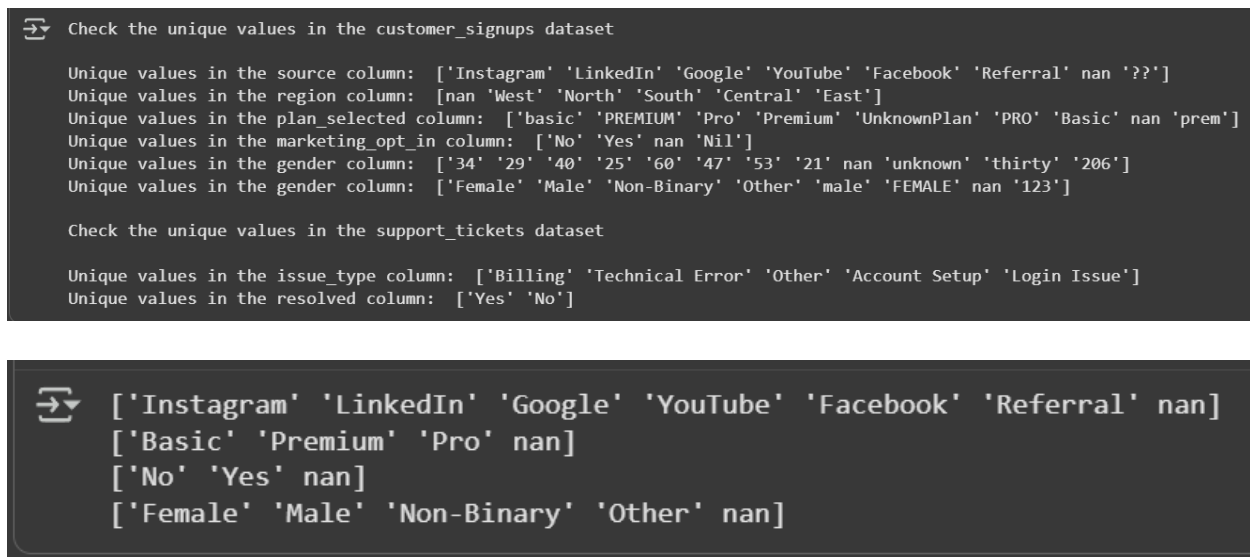 Check the unique values in the customer_signups dataset
Unique values in the source column:  ['Instagram' 'LinkedIn' 'Google' 'YouTube' 'Facebook' 'Referral' nan '??']
Unique values in the region column:  [nan 'West' 'North' 'South' 'Central' 'East']
Unique values in the plan_selected column:  ['basic' 'PREMIUM' 'Pro' 'Premium' 'UnknownPlan' 'PRO' 'Basic' nan 'prem']
Unique values in the marketing_opt_in column:  ['No' 'Yes' nan 'Nil']
Unique values in the gender column:  ['34' '29' '40' '25' '60' '47' '53' '21' nan 'unknown' 'thirty' '206']
Unique values in the gender column:  ['Female' 'Male' 'Non-Binary' 'Other' 'male' 'FEMALE' nan '123']
Check the unique values in the support_tickets dataset
Unique values in the issue_type column:  ['Billing' 'Technical Error' 'Other' 'Account Setup' 'Login Issue']
Unique values in the resolved column:  ['Yes' 'No']
['Instagram' 'LinkedIn' 'Google' 'YouTube' 'Facebook' 'Referral' nan]
['Basic' 'Premium' 'Pro' nan]
['No' 'Yes' nan]
['Female' 'Male' 'Non-Binary' 'Other' nan]